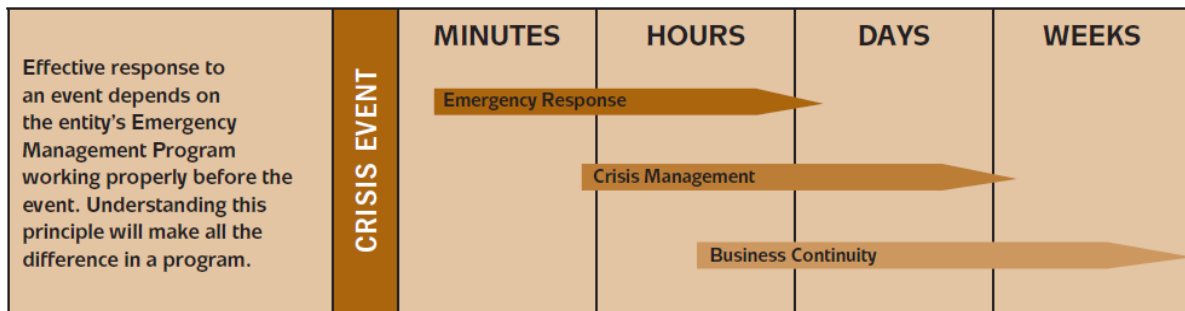 Effective response to
an event depends on
the entity’s Emergency
Management Program
working properly before the
event. Understanding this
principle will make all the
difference in a program.
CRISIS EVENT
MINUTES
HOURS
DAYS
WEEKS
Emergency Response
Crisis Management
Business Continuity